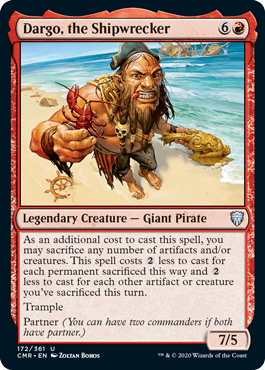 Dargo, the Shipwrecker 6
Legendary Creature — Giant Pirate
As an additional cost to cast this spell, you
may sacrifice any number of artifacts and/or
creatures. This spell costs 2 less to cast for
each permanent sacrificed this way and 2
less to cast for each other artifact or creature
you've sacrificed this turn.
Trample
Partner (You can have two commanders if both
have partner.)
7/5
172/361 U
CMR • EN ZOLTAN BOROS
™ & © 2020 Wizards of the Coast